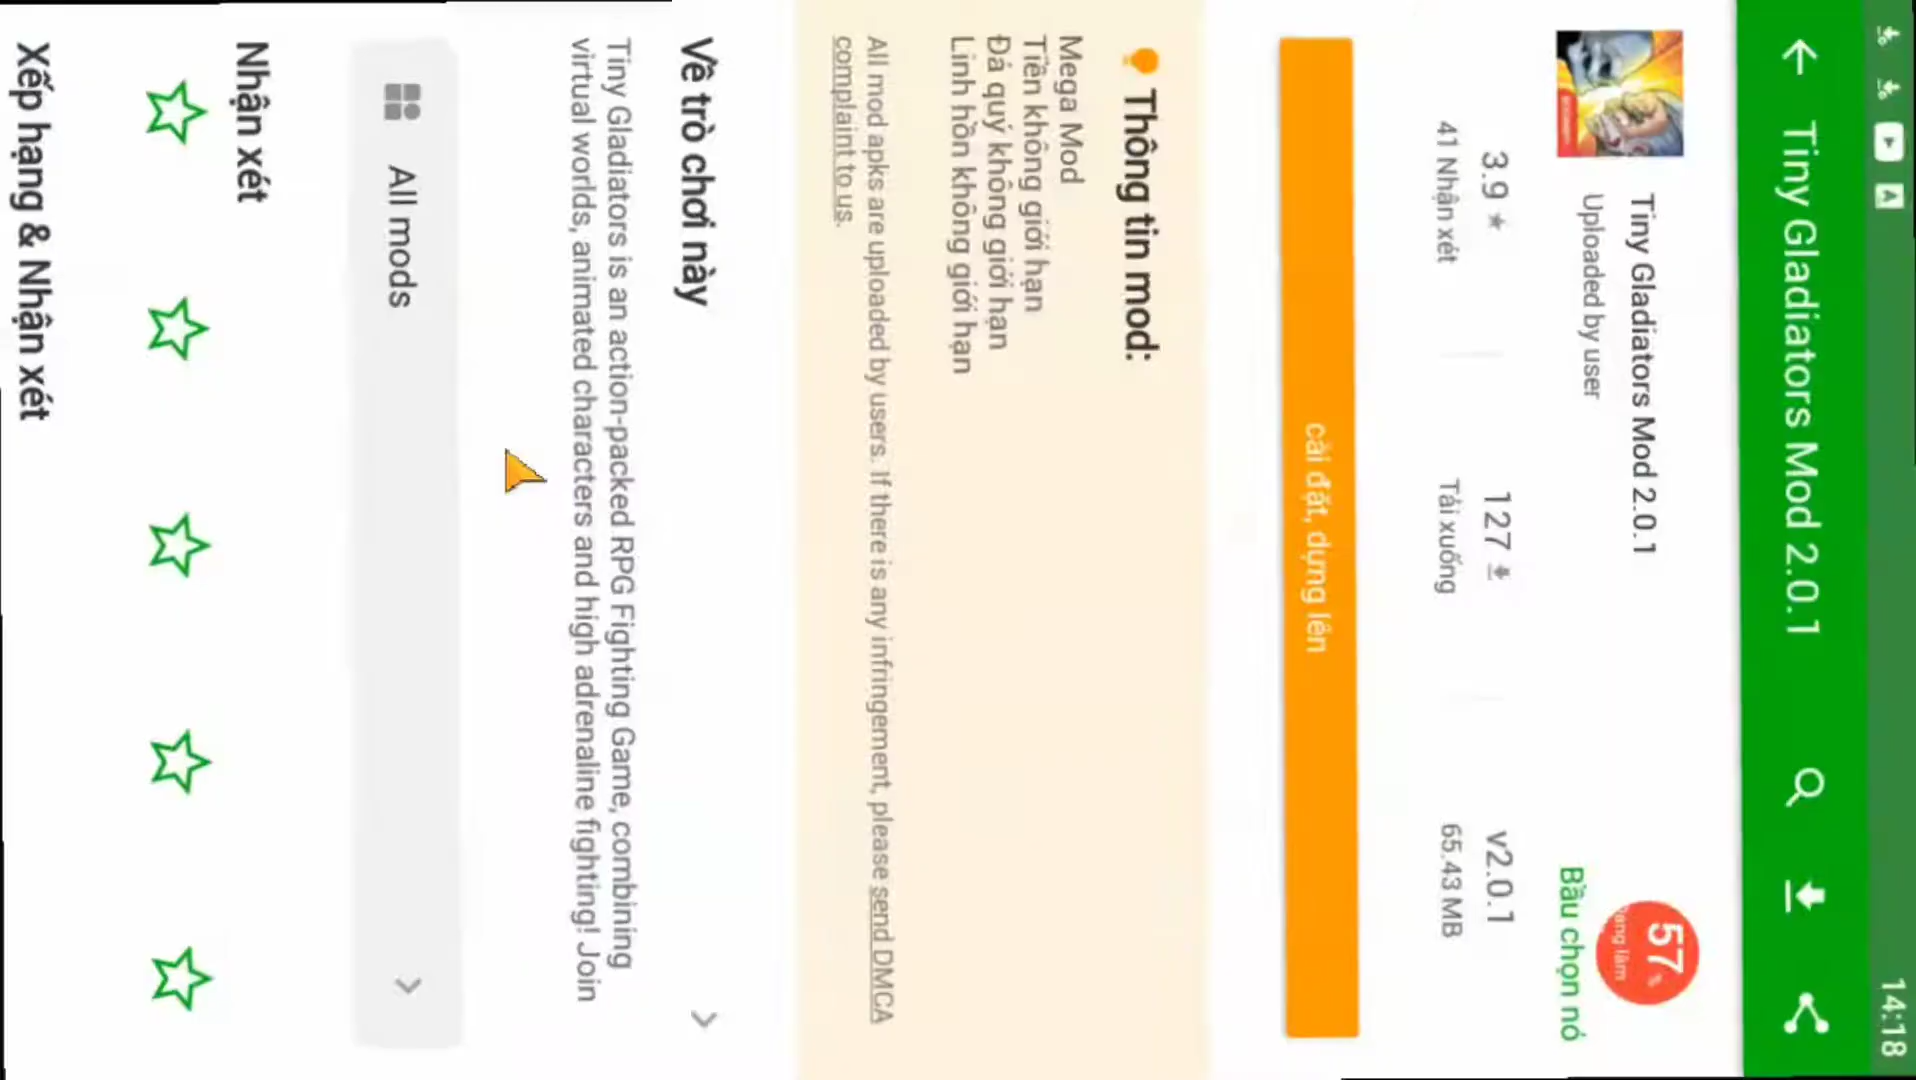 14:18
Tiny Gladiators Mod 2.0.1
Tiny Gladiators Mod 2.0.1
Uploaded by user
57 %
Bầu chọn nó
3.9
41 Nhận xét
127
Tải xuống
v2.0.1
65.43 MB
cài đặt, dựng lên
Thông tin mod:
Mega Mod
Tiền không giới hạn
Đá quý không giới hạn
Linh hồn không giới hạn
All mod apks are uploaded by users. If there is any infringement, please send DMCA
complaint to us.
Về trò chơi này
Tiny Gladiators is an action-packed RPG Fighting Game, combining
virtual worlds, animated characters and high adrenaline fighting! Join
All mods
Nhận xét
Xếp hạng & Nhận xét